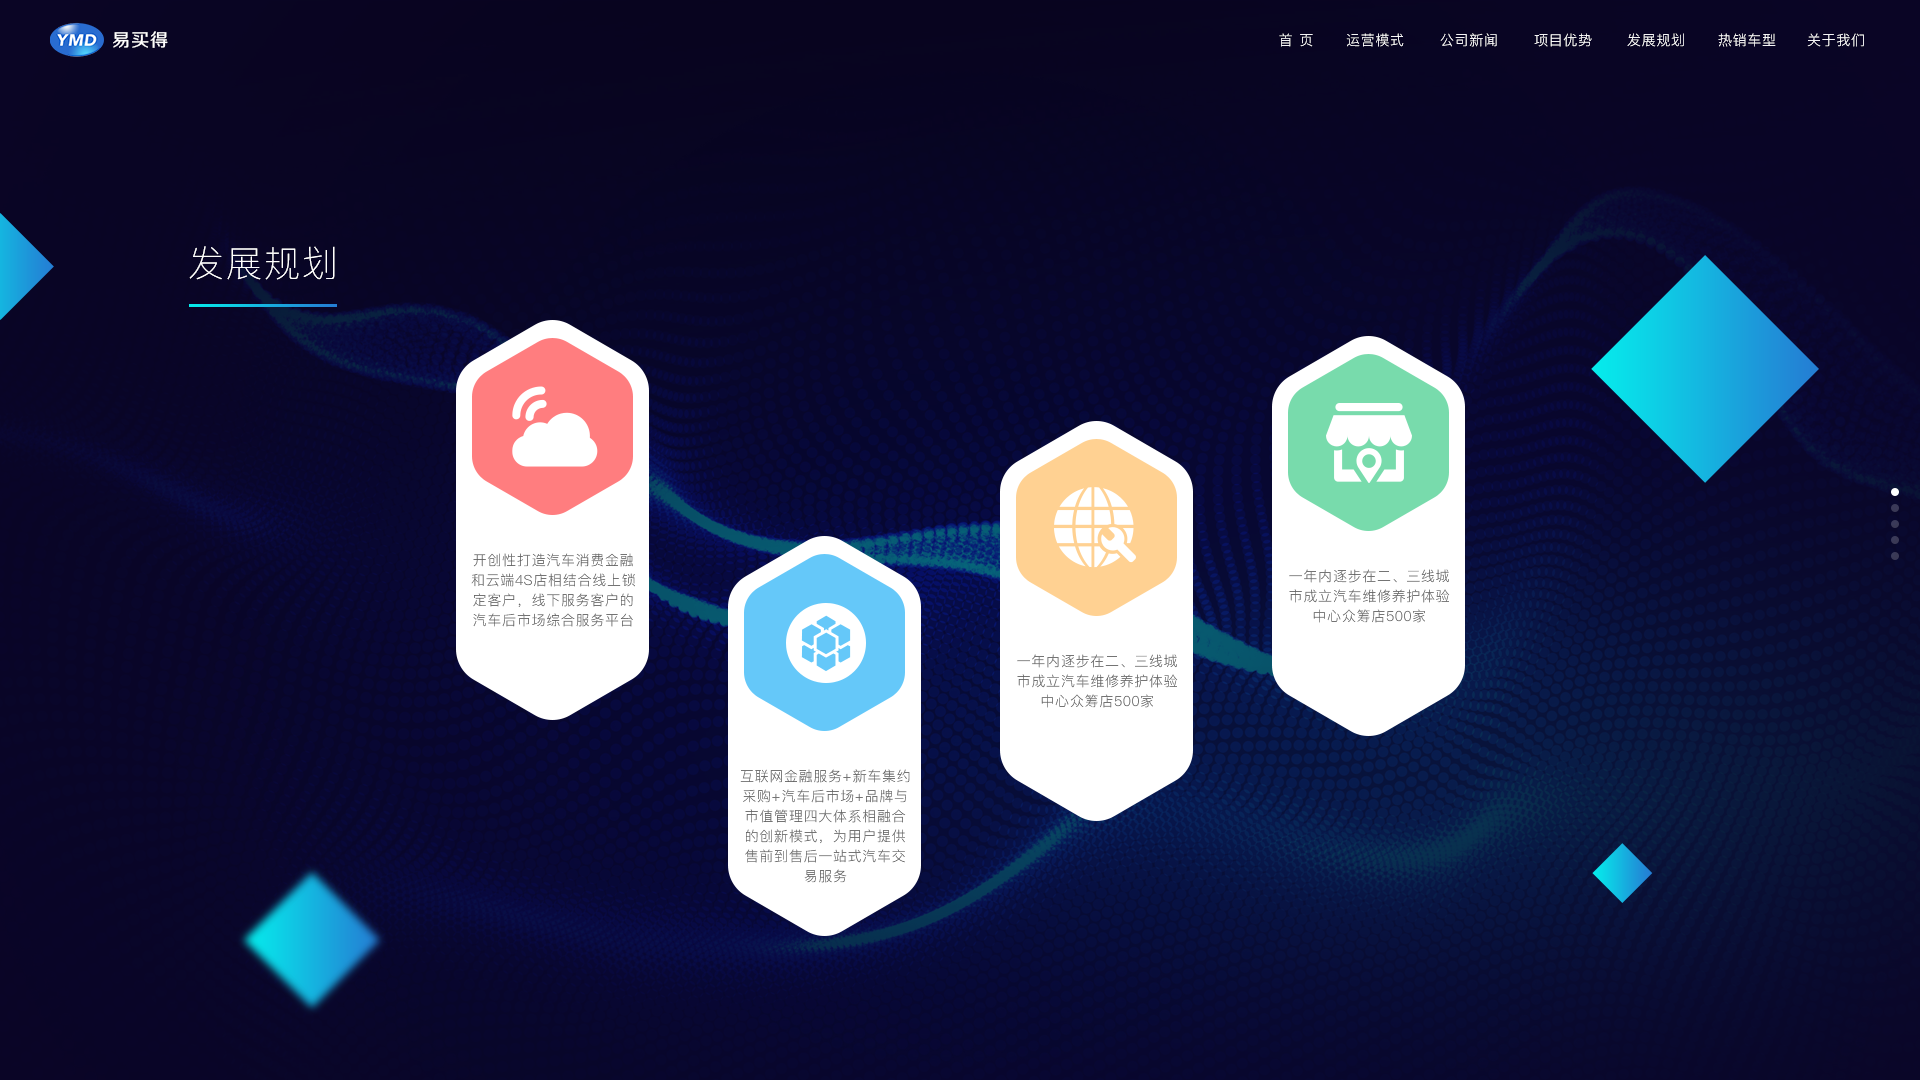 YMD 易买得
首 页 运营模式 公司新闻 项目优势 发展规划 热销车型 关于我们
发展规划
开创性打造汽车消费金融
和云端4S店相结合线上锁
定客户，线下服务客户的
汽车后市场综合服务平台
互联网金融服务+新车集约
采购+汽车后市场+品牌与
市值管理四大体系相融合
的创新模式，为用户提供
售前到售后一站式汽车交
易服务
一年内逐步在二、三线城
市成立汽车维修养护体验
中心众筹店500家
一年内逐步在二、三线城
市成立汽车维修养护体验
中心众筹店500家